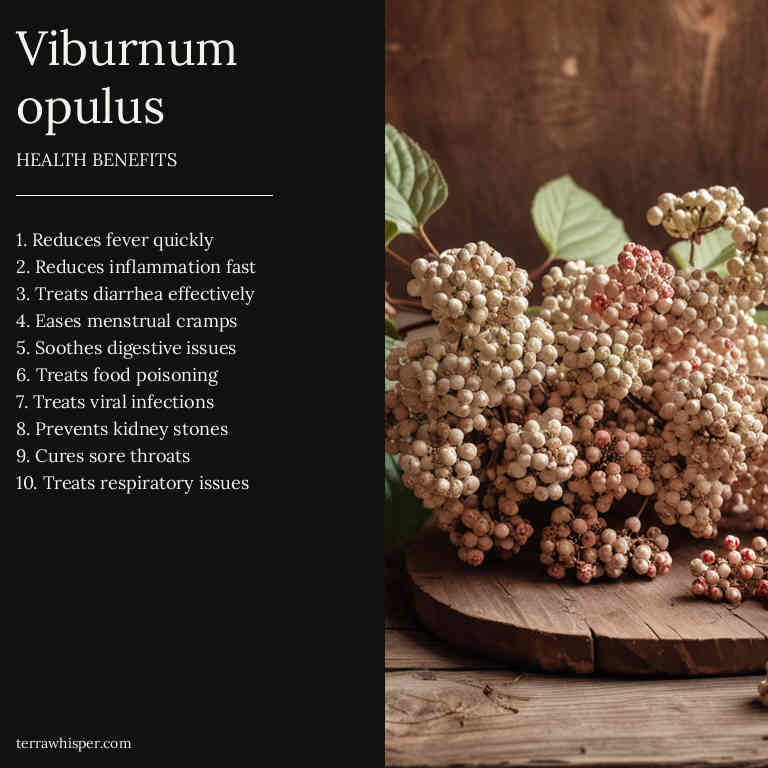 Viburnum
opulus
HEALTH BENEFITS
1. Reduces fever quickly
2. Reduces inflammation fast
3. Treats diarrhea effectively
4. Eases menstrual cramps
5. Soothes digestive issues
6. Treats food poisoning
7. Treats viral infections
8. Prevents kidney stones
9. Cures sore throats
10. Treats respiratory issues
terrawhisper.com